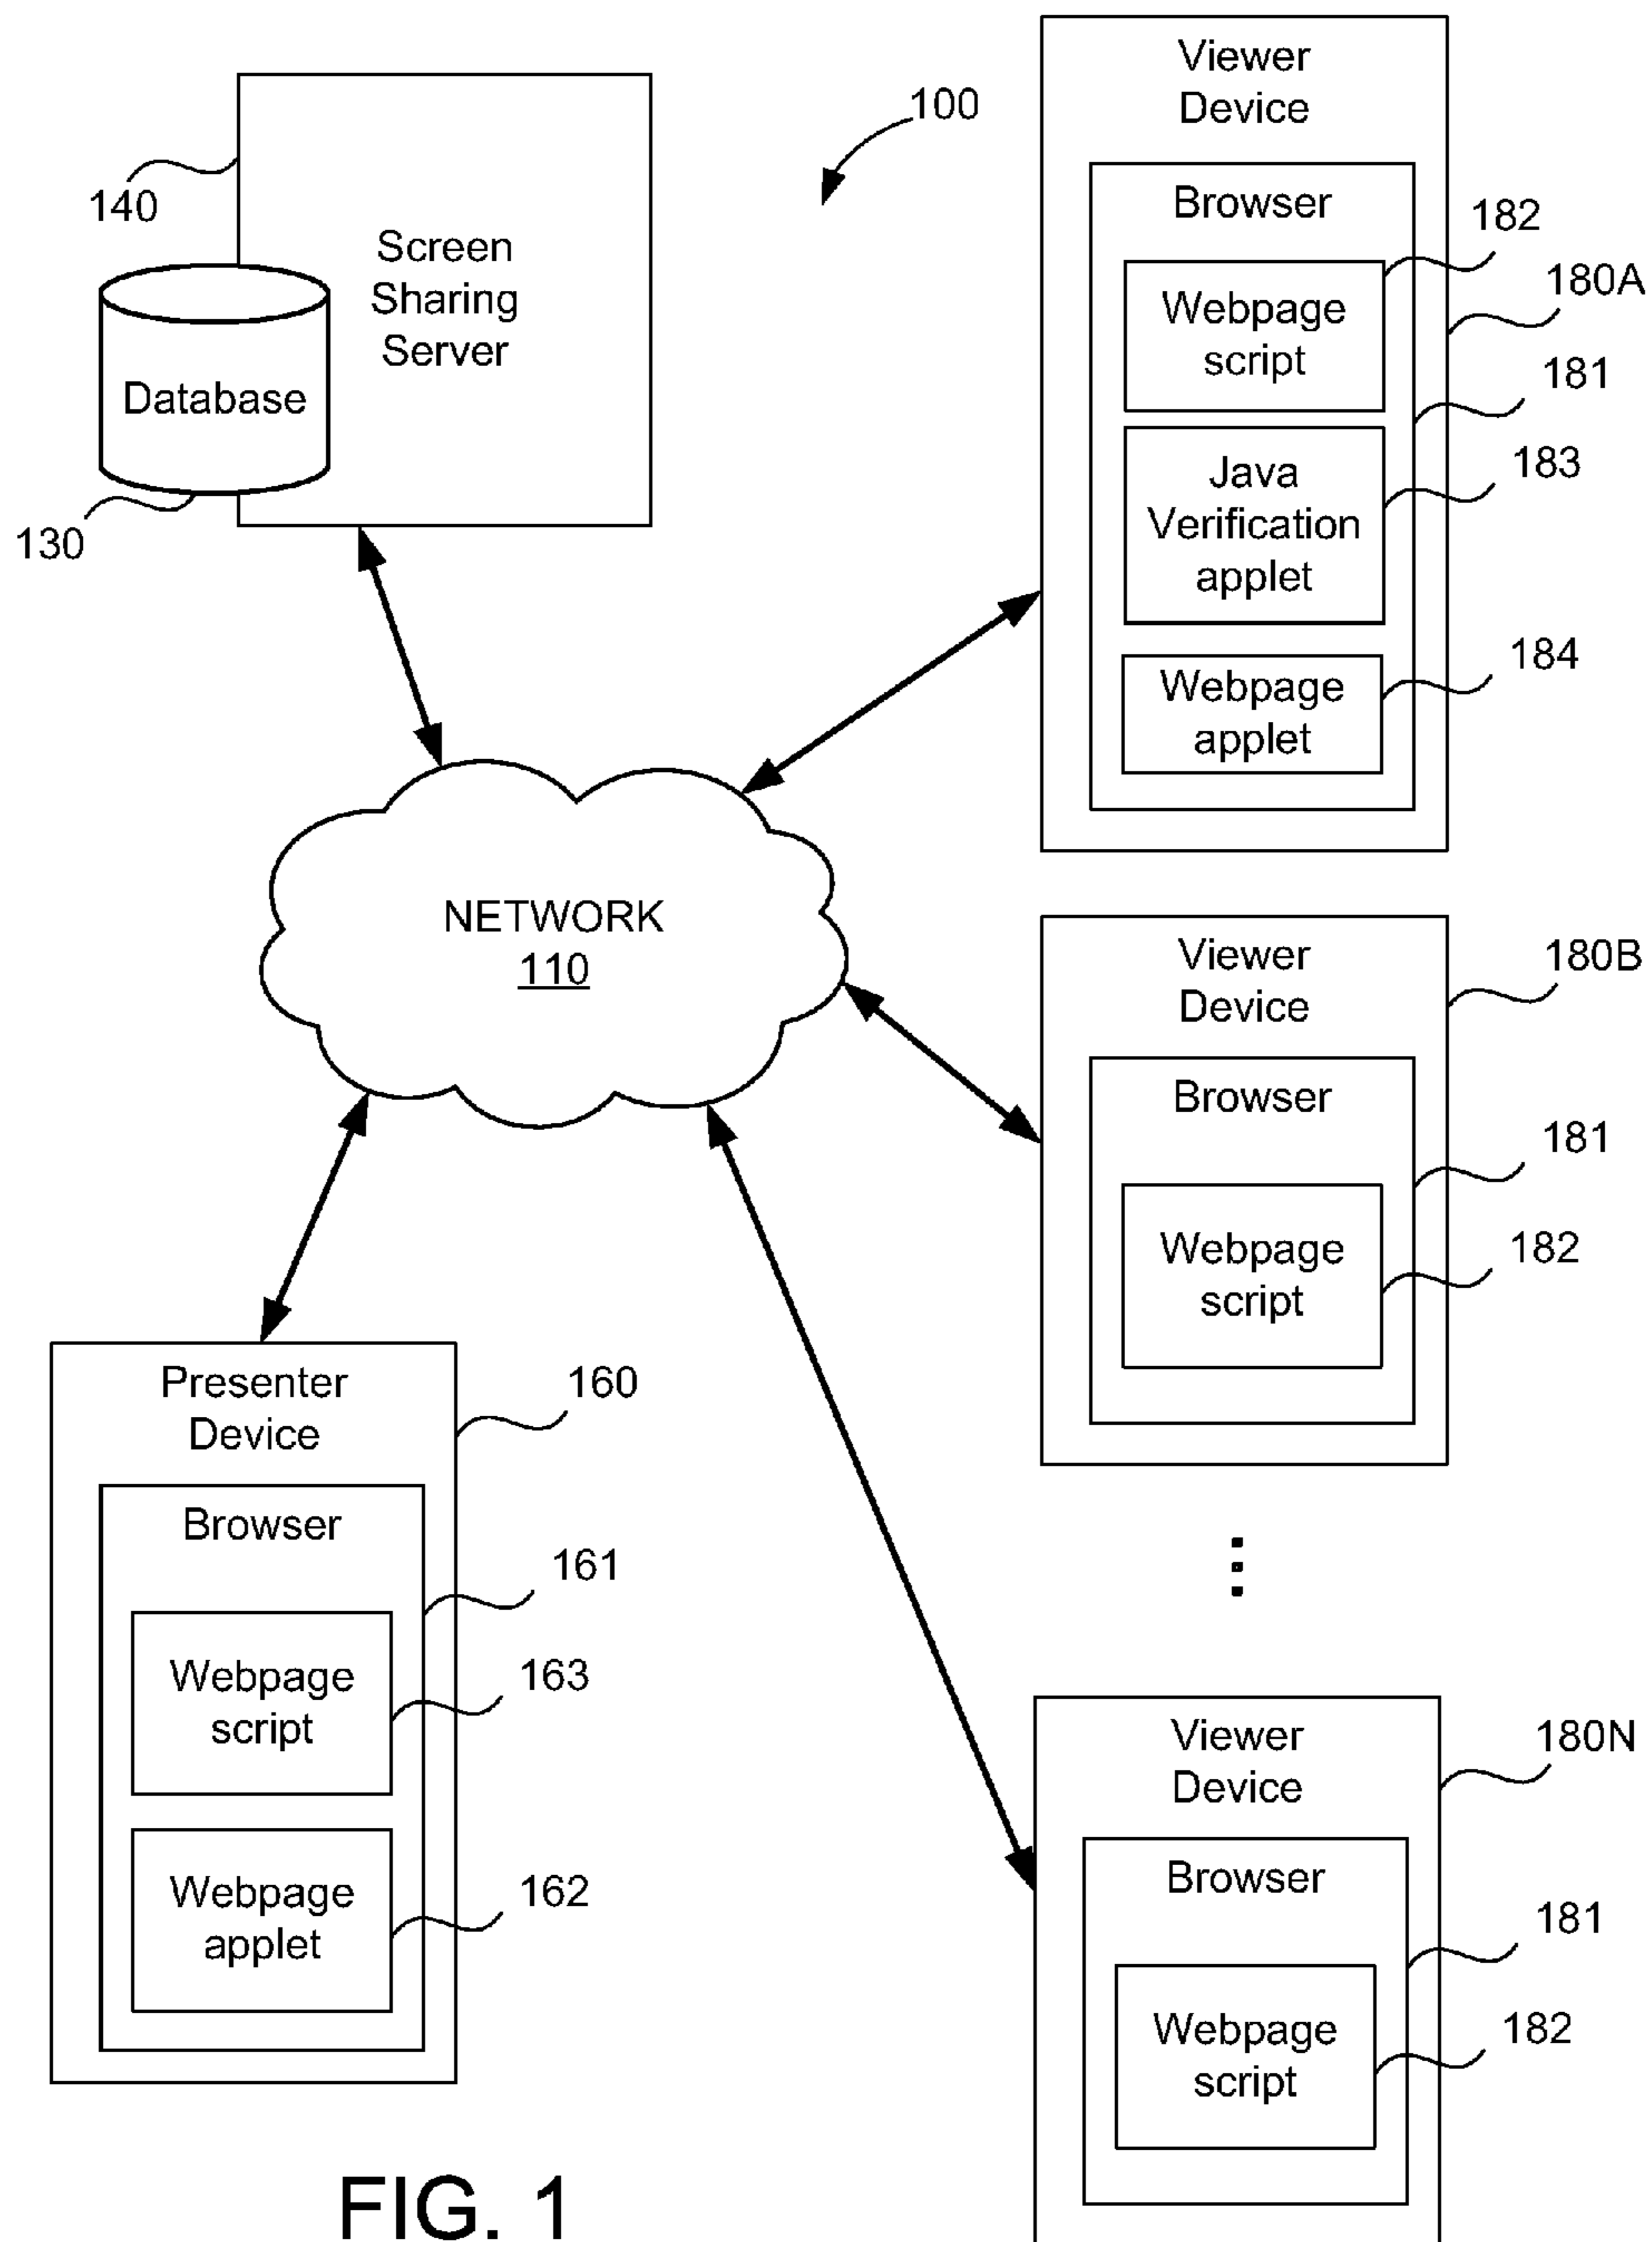 100
140
Screen
Sharing
Server
Database
130
Viewer
Device
Browser
182
Webpage
script
180A
181
Java
Verification
applet
183
Webpage
applet
184
NETWORK
110
Viewer
Device
180B
Browser
181
Webpage
script
182
Presenter
Device
160
Browser
161
Webpage
script
163
Webpage
applet
162
Viewer
Device
180N
Browser
181
Webpage
script
182
FIG. 1